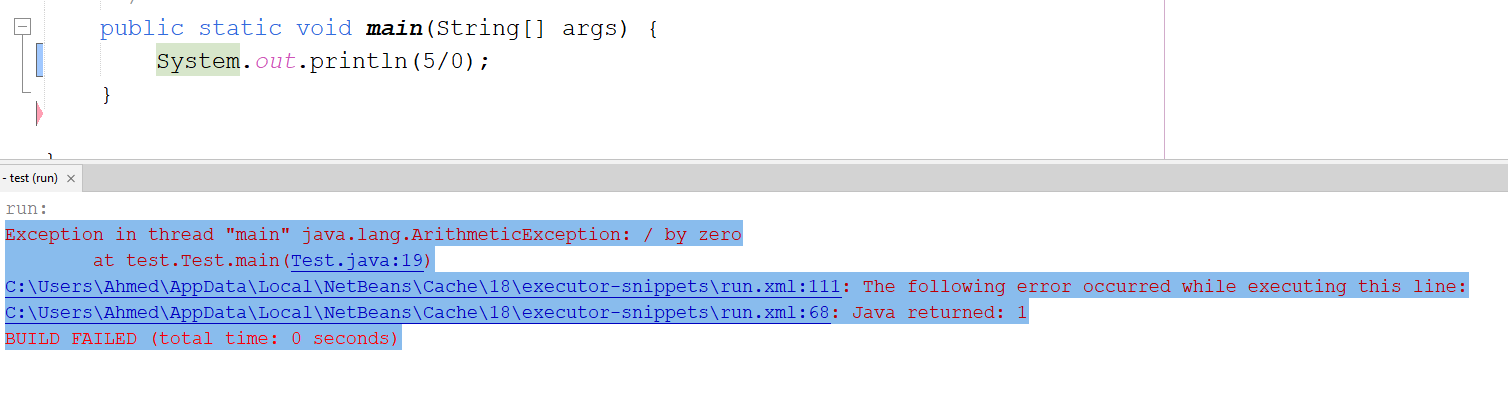 public static void main(String[] args) {
System.out.println(5/0);
}
}
- test (run) ×
run:
Exception in thread "main" java.lang.ArithmeticException: / by zero
at test.Test.main(Test.java:19)
C:\Users\Ahmed\AppData\Local\NetBeans\Cache\18\executor-snippets\run.xml:111: The following error occurred while executing this line:
C:\Users\Ahmed\AppData\Local\NetBeans\Cache\18\executor-snippets\run.xml:68: Java returned: 1
BUILD FAILED (total time: 0 seconds)